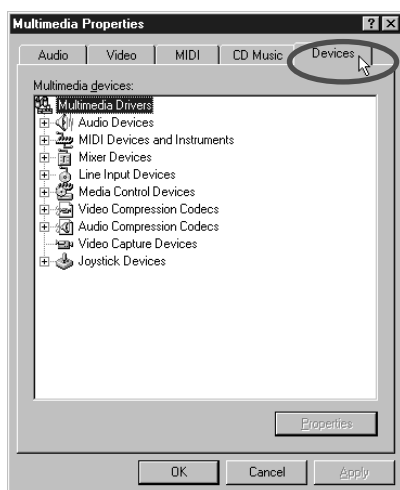 Multimedia Properties
Audio Video MIDI CD Music Devices
Multimedia devices:
Multimedia Drivers
Audio Devices
MIDI Devices and Instruments
Mixer Devices
Line Input Devices
Media Control Devices
Video Compression Codecs
Audio Compression Codecs
Video Capture Devices
Joystick Devices
Properties
OK Cancel Apply